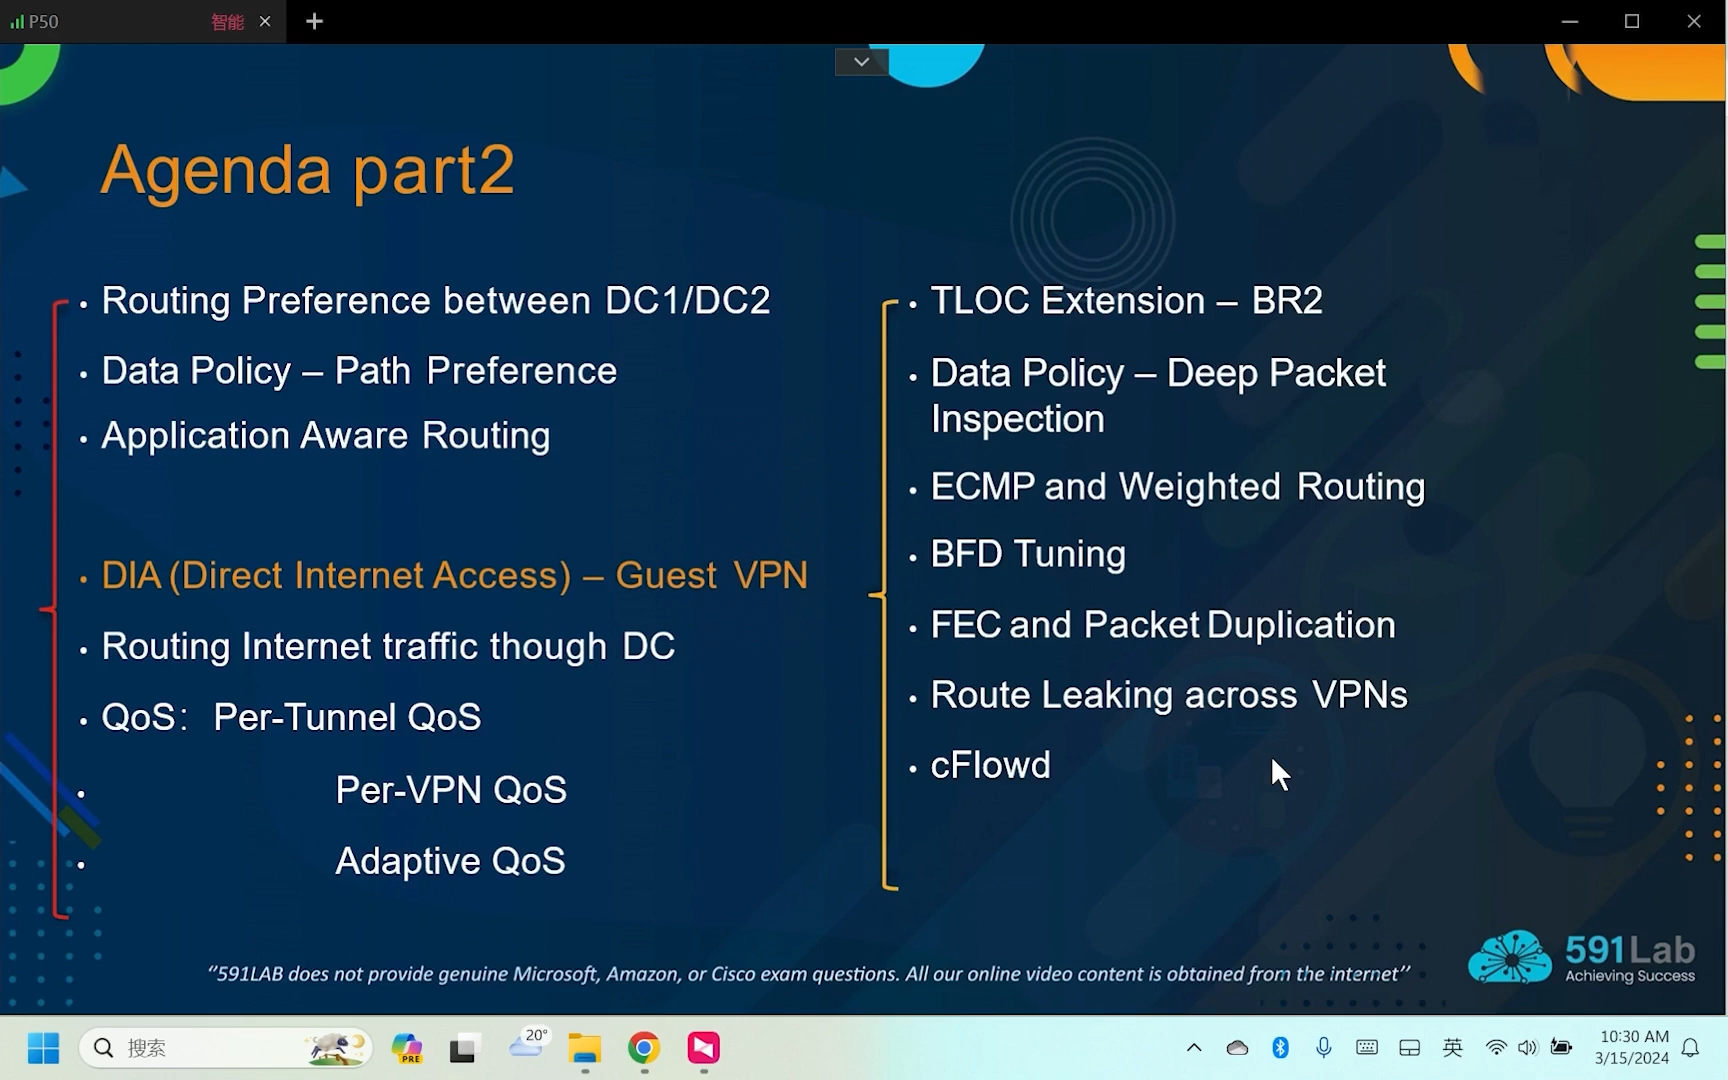 P50
智能
Agenda part2
• Routing Preference between DC1/DC2
• Data Policy – Path Preference
• Application Aware Routing
• DIA (Direct Internet Access) – Guest VPN
• Routing Internet traffic though DC
• QoS: Per-Tunnel QoS
• Per-VPN QoS
• Adaptive QoS
• TLOC Extension – BR2
• Data Policy – Deep Packet
Inspection
• ECMP and Weighted Routing
• BFD Tuning
• FEC and Packet Duplication
• Route Leaking across VPNs
• cFlowd
591Lab
Achieving Success
‘’591LAB does not provide genuine Microsoft, Amazon, or Cisco exam questions. All our online video content is obtained from the internet’’
搜索
PRE
20°
英
10:30 AM
3/15/2024